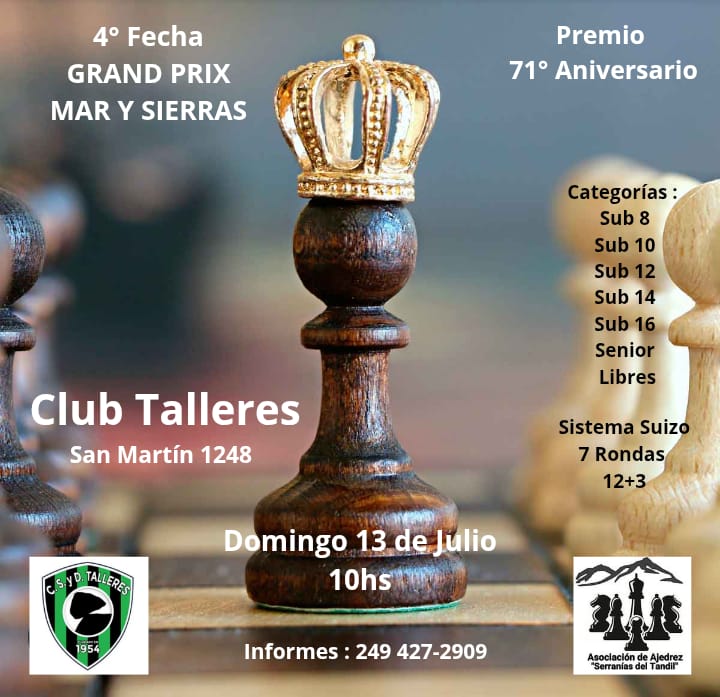 4° Fecha
GRAND PRIX
MAR Y SIERRAS
Premio
71° Aniversario
Categorías :
Sub 8
Sub 10
Sub 12
Sub 14
Sub 16
Senior
Libres
Sistema Suizo
7 Rondas
12+3
Club Talleres
San Martín 1248
Domingo 13 de Julio
10hs
Informes : 249 427-2909
C. S. y D. TALLERES
1954
Asociación de Ajedrez
"Serranías del Tandil"